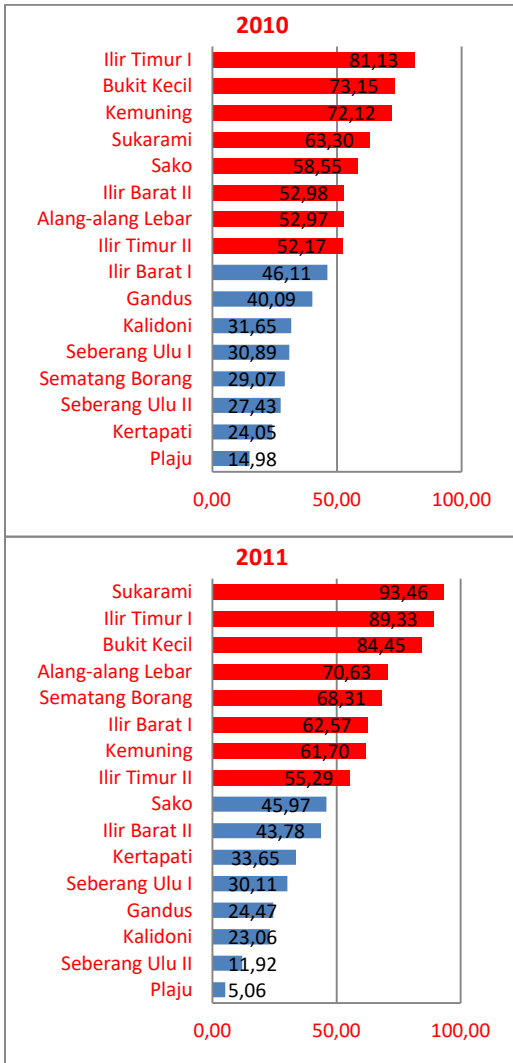 2010
Ilir Timur I 81,13
Bukit Kecil 73,15
Kemuning 72,12
Sukarami 63,30
Sako 58,55
Ilir Barat II 52,98
Alang-alang Lebar 52,97
Ilir Timur II 52,17
Ilir Barat I 46,11
Gandus 40,09
Kalidoni 31,65
Seberang Ulu I 30,89
Sematang Borang 29,07
Seberang Ulu II 27,43
Kertapati 24,05
Plaju 14,98
0,00 50,00 100,00
2011
Sukarami 93,46
Ilir Timur I 89,33
Bukit Kecil 84,45
Alang-alang Lebar 70,63
Sematang Borang 68,31
Ilir Barat I 62,57
Kemuning 61,70
Ilir Timur II 55,29
Sako 45,97
Ilir Barat II 43,78
Kertapati 33,65
Seberang Ulu I 30,11
Gandus 24,47
Kalidoni 23,06
Seberang Ulu II 11,92
Plaju 5,06
0,00 50,00 100,00